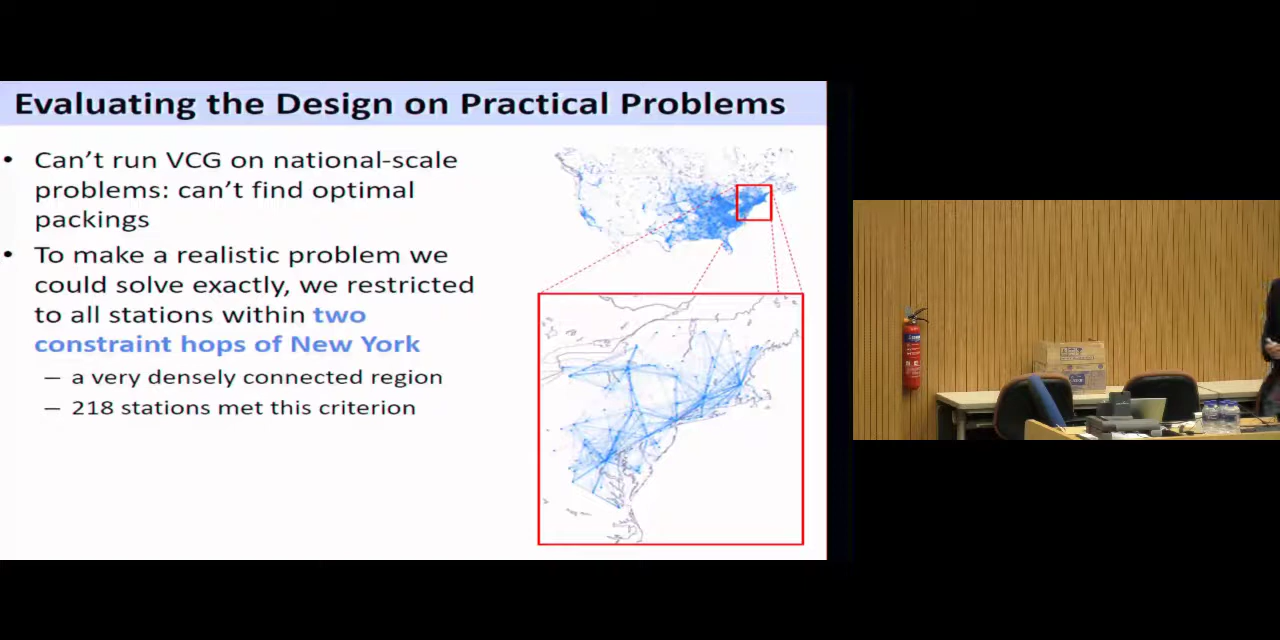 Evaluating the Design on Practical Problems
• Can’t run VCG on national-scale
problems: can’t find optimal
packings
• To make a realistic problem we
could solve exactly, we restricted
to all stations within two
constraint hops of New York
– a very densely connected region
– 218 stations met this criterion